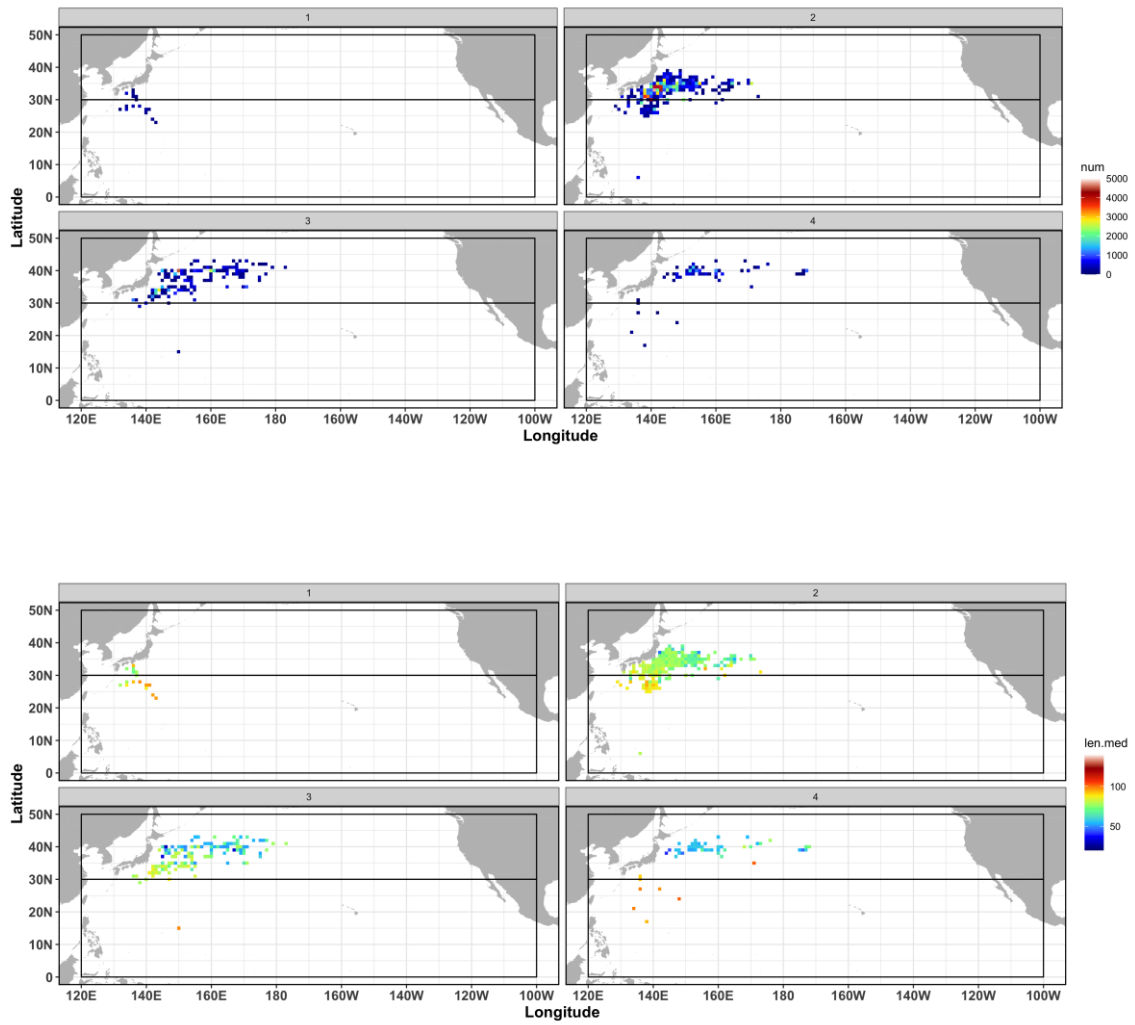 1
2
50N
40N
30N
20N
10N
0
3
4
50N
40N
30N
20N
10N
0
120E
140E
160E
180
160W
140W
120W
100W
120E
140E
160E
180
160W
140W
120W
100W
Longitude
Latitude
num
5000
4000
3000
2000
1000
0
1
2
50N
40N
30N
20N
10N
0
3
4
50N
40N
30N
20N
10N
0
120E
140E
160E
180
160W
140W
120W
100W
120E
140E
160E
180
160W
140W
120W
100W
Longitude
Latitude
len.med
100
50